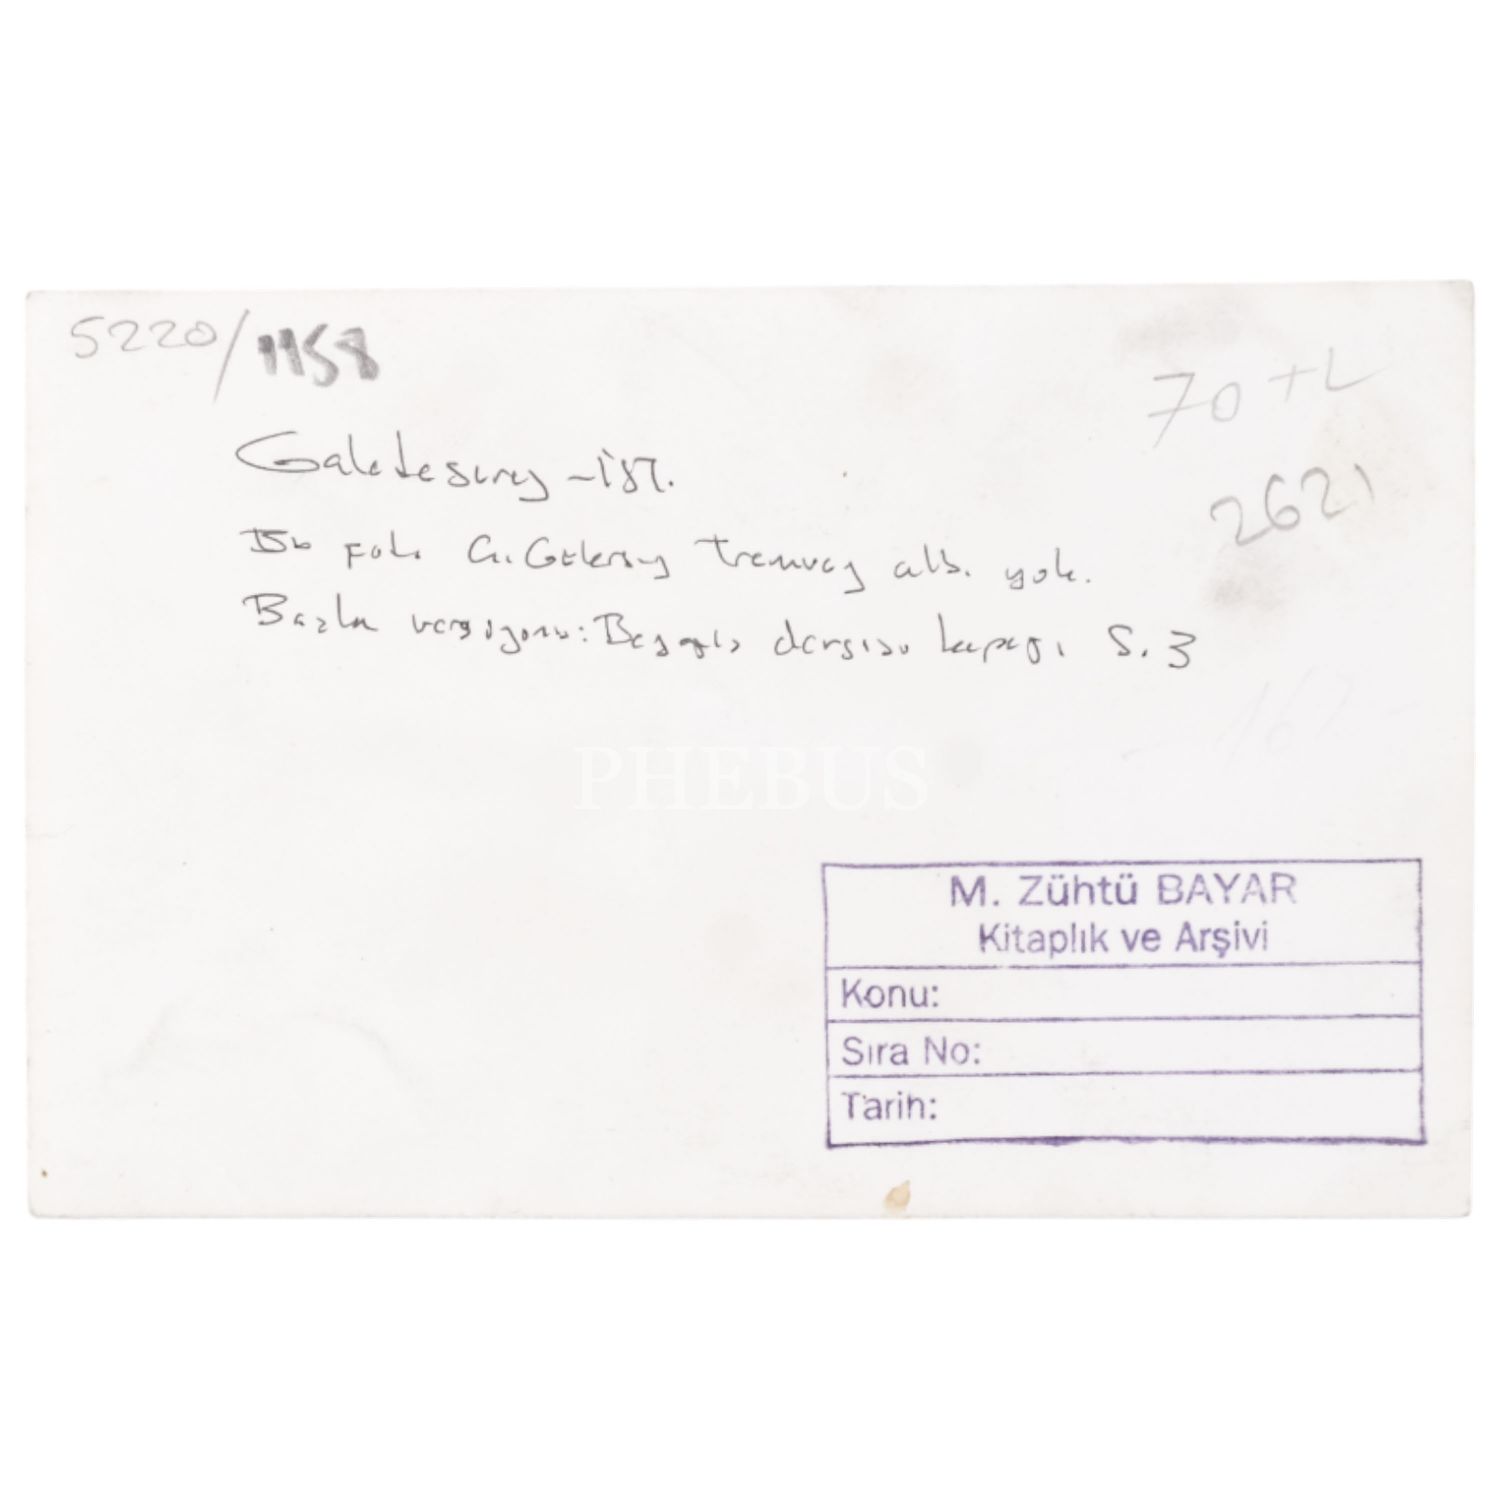 5220/1158
70 TL
Galatasaray - İst.
2621
Bu foto Ç. Gülersoy Tramvay alb. yok.
Başka versiyonu: Beyoğlu dergisi kapağı S. 3
PHEBUS
M. Zühtü BAYAR
Kitaplık ve Arşivi
Konu:
Sıra No:
Tarih: